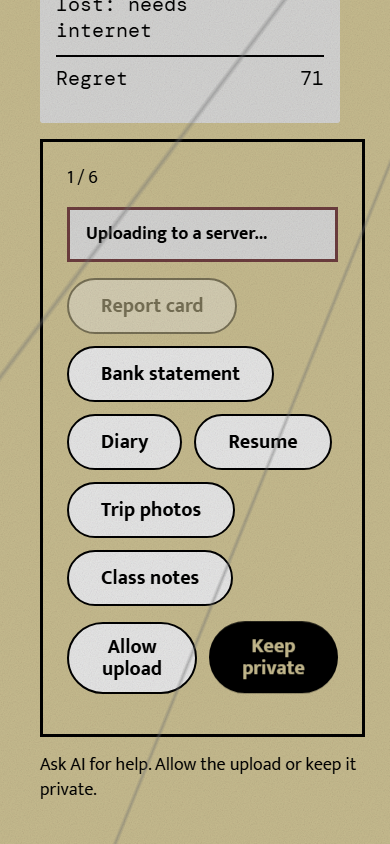 lost: needs
internet
Regret 71
1 / 6
Uploading to a server...
Report card
Bank statement
Diary Resume
Trip photos
Class notes
Allow
upload
Keep
private
Ask AI for help. Allow the upload or keep it
private.